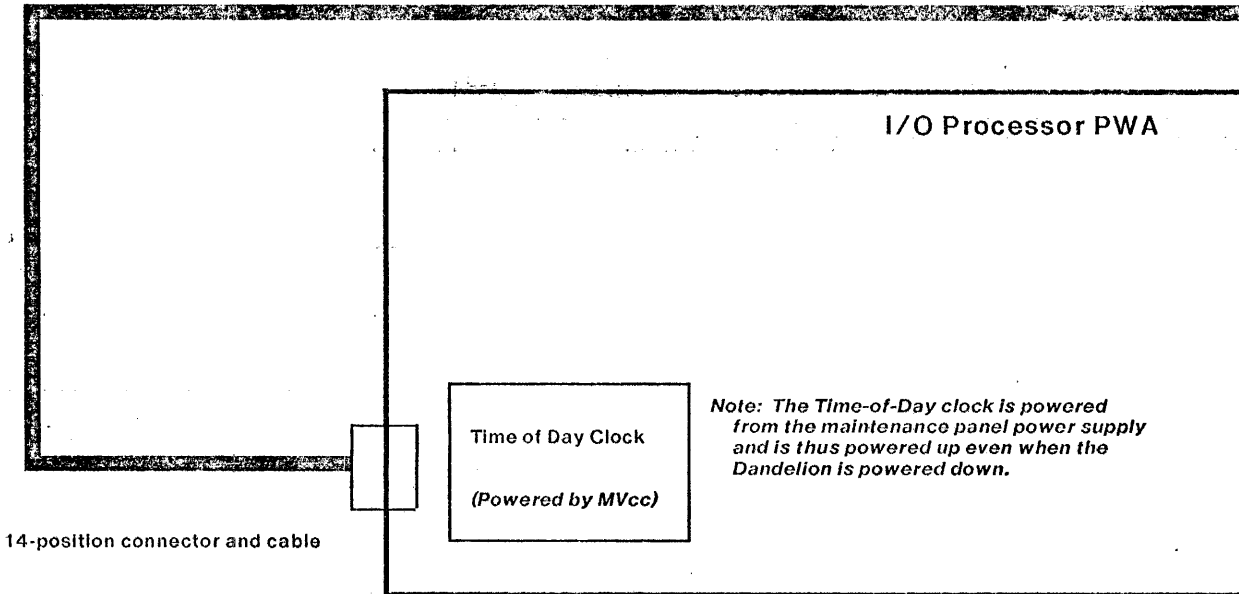 I/O Processor PWA
Time of Day Clock
(Powered by MVcc)
Note: The Time-of-Day clock is powered
from the maintenance panel power supply
and is thus powered up even when the
Dandelion is powered down.
14-position connector and cable